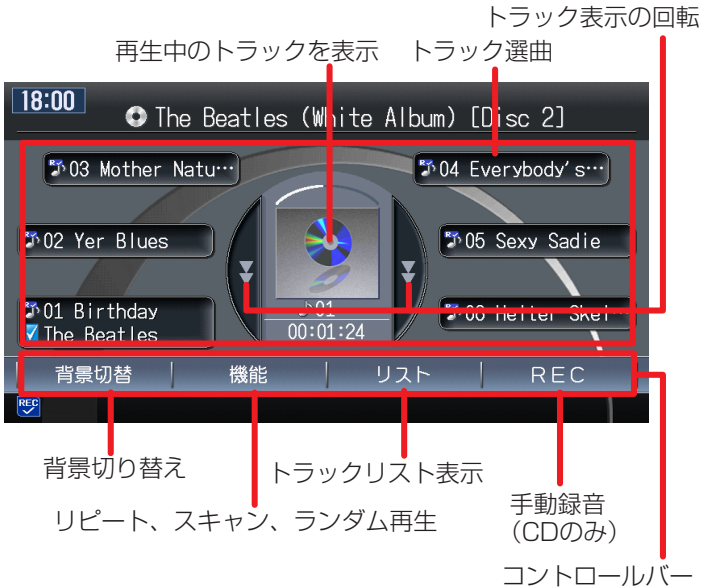 トラック表示の回転
再生中のトラックを表示 トラック選曲
18:00
The Beatles (White Album) [Disc 2]
03 Mother Natu…
04 Everybody's…
02 Yer Blues
05 Sexy Sadie
01 Birthday
The Beatles
01
00:01:24
06 Helter Skel…
背景切替 機能 リスト REC
REC
背景切り替え
トラックリスト表示
リピート、スキャン、ランダム再生
手動録音
（CDのみ）
コントロールバー